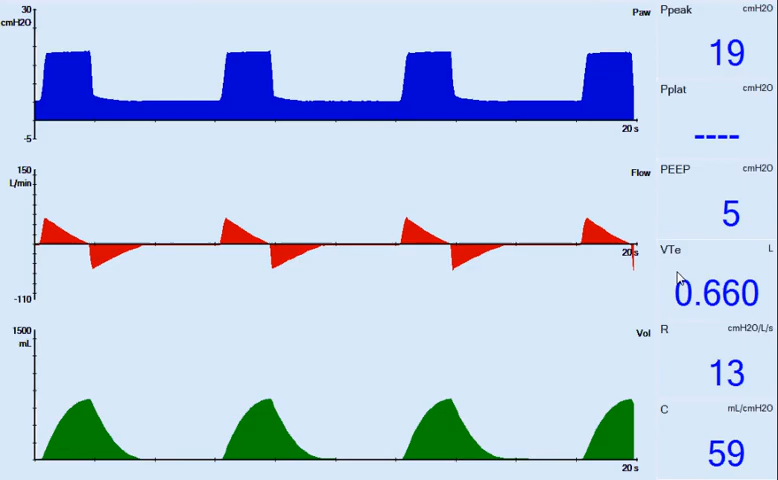 30
cmH2O
Paw
-5
20 s
150
L/min
Flow
20 s
-110
1500
mL
Vol
20 s
Ppeak cmH2O
19
Pplat cmH2O
----
PEEP cmH2O
5
VTe L
0.660
R cmH2O/L/s
13
C mL/cmH2O
59